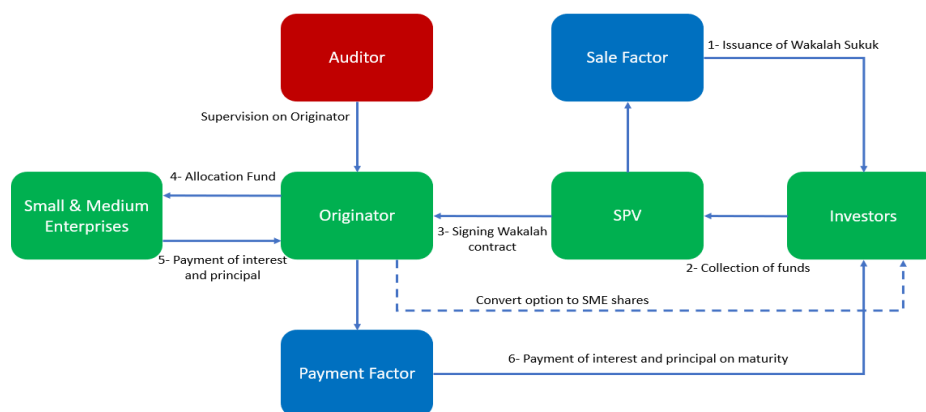 Auditor
Sale Factor
1- Issuance of Wakalah Sukuk
Supervision on Originator
4- Allocation Fund
Small & Medium
Enterprises
Originator
SPV
Investors
3- Signing Wakalah
contract
5- Payment of interest
and principal
2- Collection of funds
Convert option to SME shares
Payment Factor
6- Payment of interest and principal on maturity